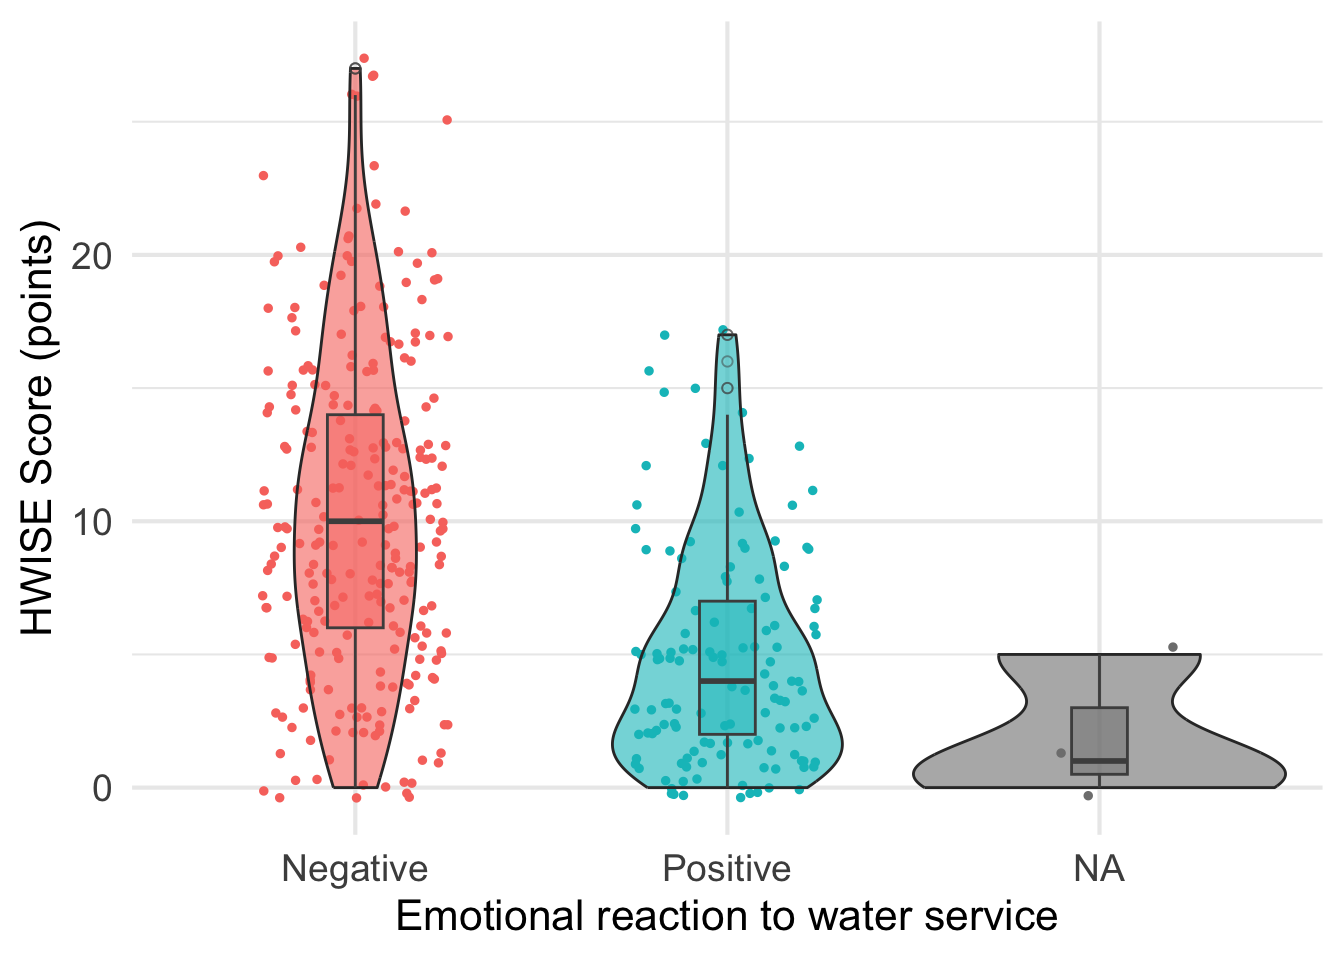 HWISE Score (points)
20
10
0
Negative
Positive
NA
Emotional reaction to water service